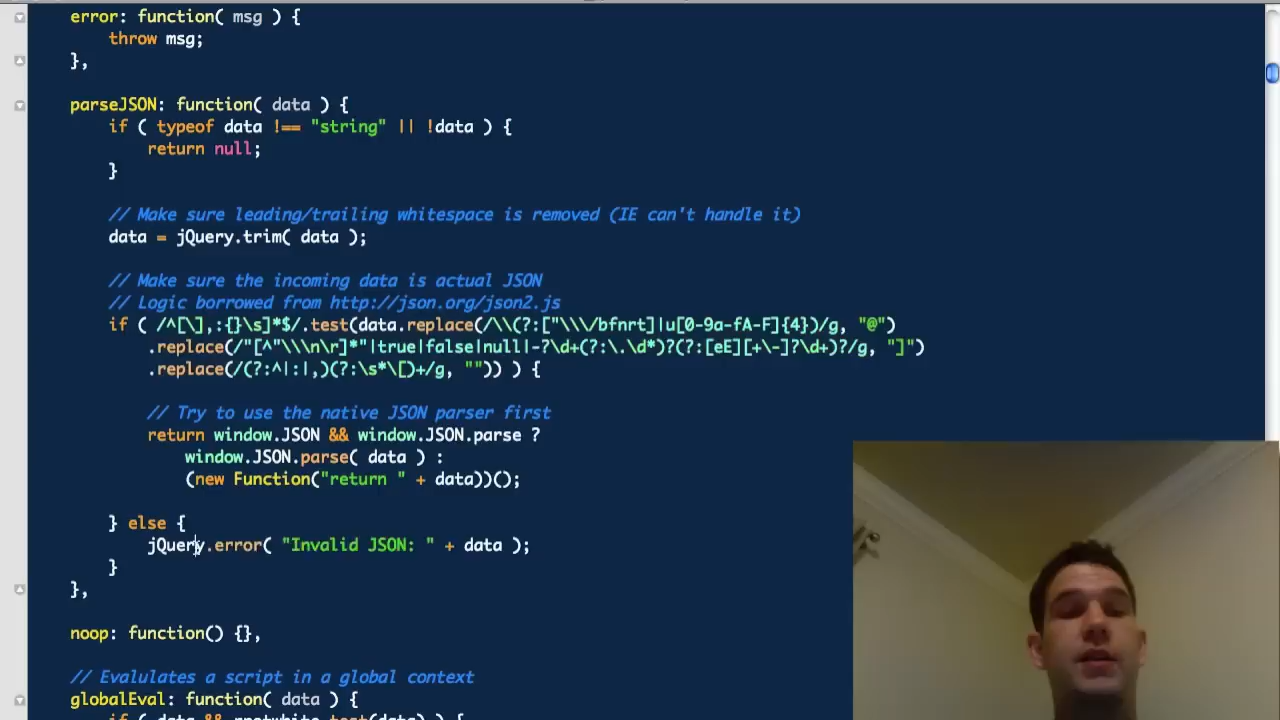 error: function( msg ) {
throw msg;
},
parseJSON: function( data ) {
if ( typeof data !== "string" || !data ) {
return null;
}
// Make sure leading/trailing whitespace is removed (IE can't handle it)
data = jQuery.trim( data );
// Make sure the incoming data is actual JSON
// Logic borrowed from http://json.org/json2.js
if ( /^[\],:{}\s]*$/.test(data.replace(/\\(?:["\\\/bfnrt]|u[0-9a-fA-F]{4})/g, "@")
.replace(/"[^"\\\n\r]*"|true|false|null|-?\d+(?:\.\d*)?(?:[eE][+\-]?\d+)?/g, "]")
.replace(/(?:^|:|,)(?:\s*\[)+/g, "")) ) {
// Try to use the native JSON parser first
return window.JSON && window.JSON.parse ?
window.JSON.parse( data ) :
(new Function("return " + data))();
} else {
jQuery.error( "Invalid JSON: " + data );
}
},
noop: function() {},
// Evalulates a script in a global context
globalEval: function( data ) {
if ( data && rnotwhite.test(data) ) {